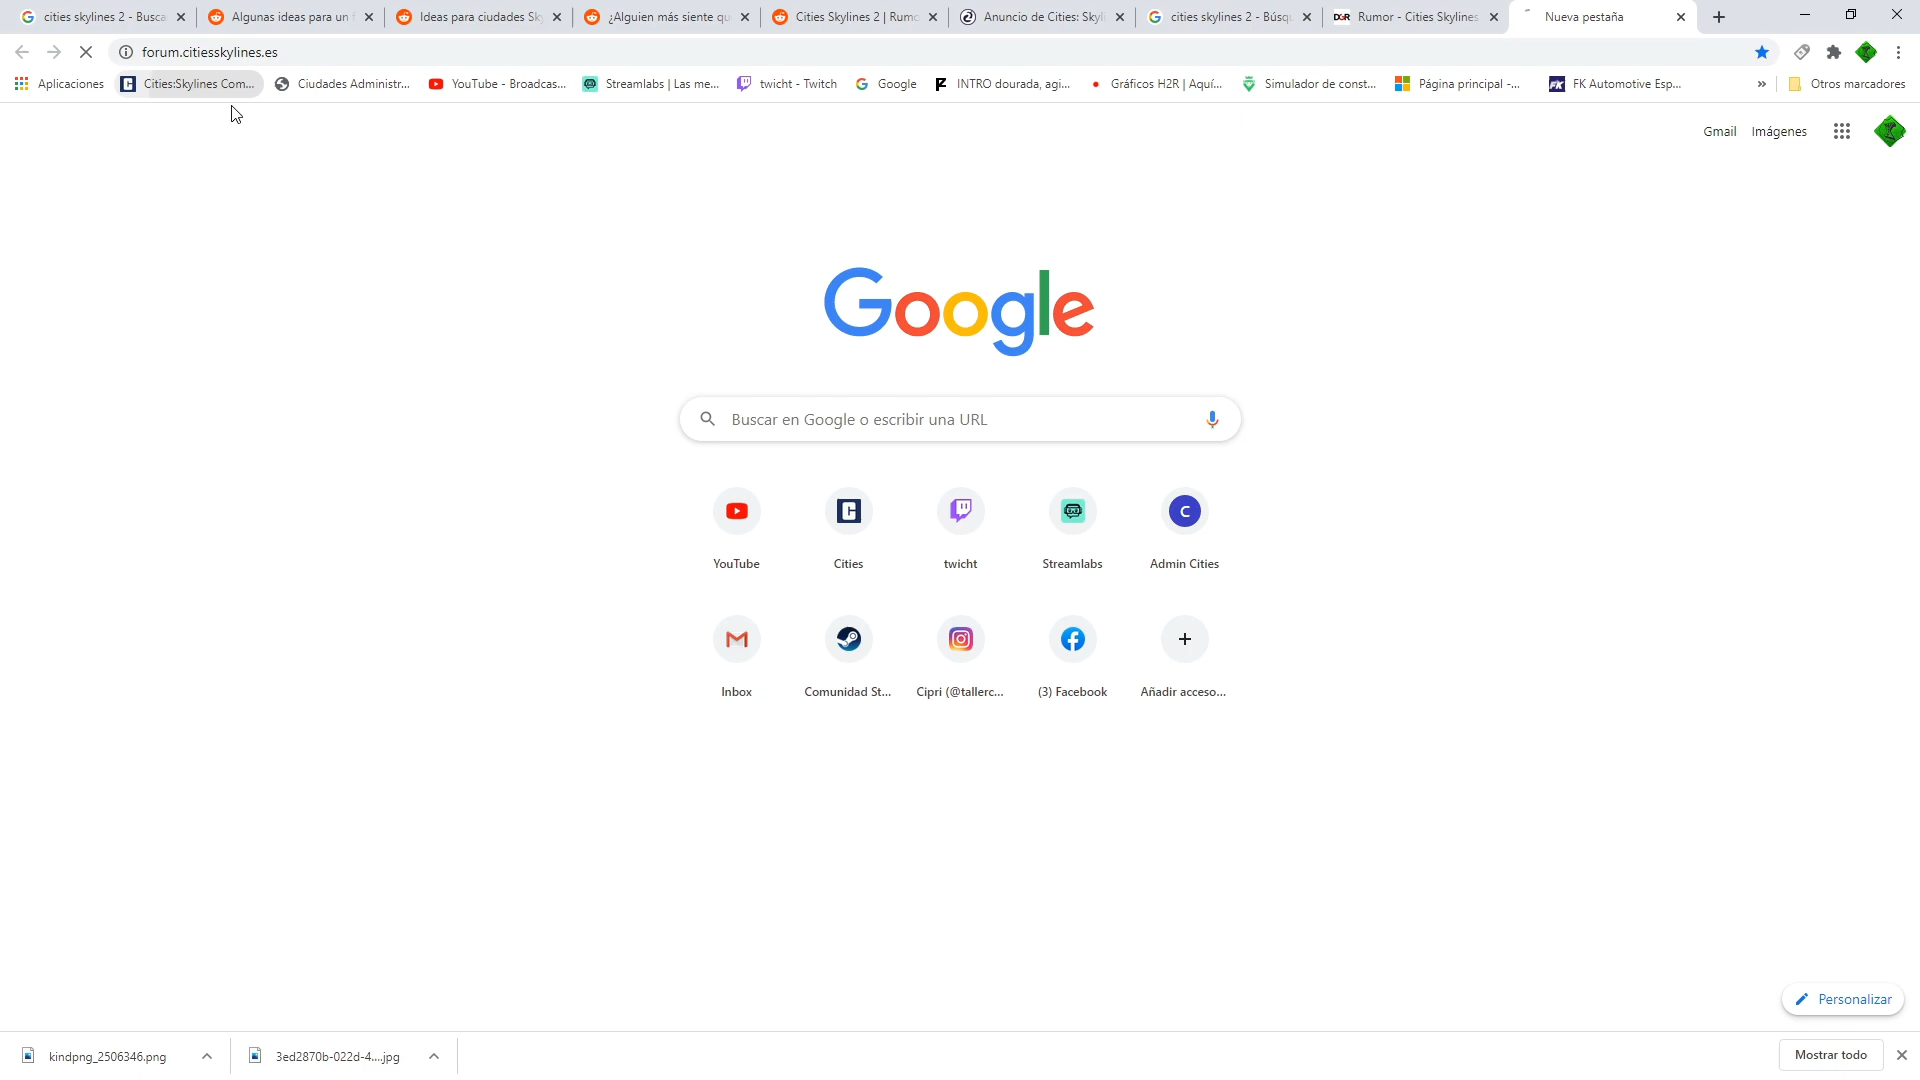 cities skylines 2 - Busca
Algunas ideas para un f
Ideas para ciudades Sk
¿Alguien más siente qu
Cities Skylines 2 | Rumo
Anuncio de Cities: Skyli
cities skylines 2 - Búsqu
DGR Rumor - Cities Skylines
Nueva pestaña
forum.citiesskylines.es
Aplicaciones
Cities:Skylines Com...
Ciudades Administr...
YouTube - Broadcas...
Streamlabs | Las me...
twicht - Twitch
Google
INTRO dourada, agi...
Gráficos H2R | Aquí...
Simulador de const...
Página principal -...
FK FK Automotive Esp...
»
Otros marcadores
Gmail
Imágenes
Google
Buscar en Google o escribir una URL
C
YouTube
Cities
twicht
Streamlabs
Admin Cities
Inbox
Comunidad St...
Cipri (@tallerc...
(3) Facebook
Añadir acceso...
Personalizar
kindpng_2506346.png
3ed2870b-022d-4....jpg
Mostrar todo